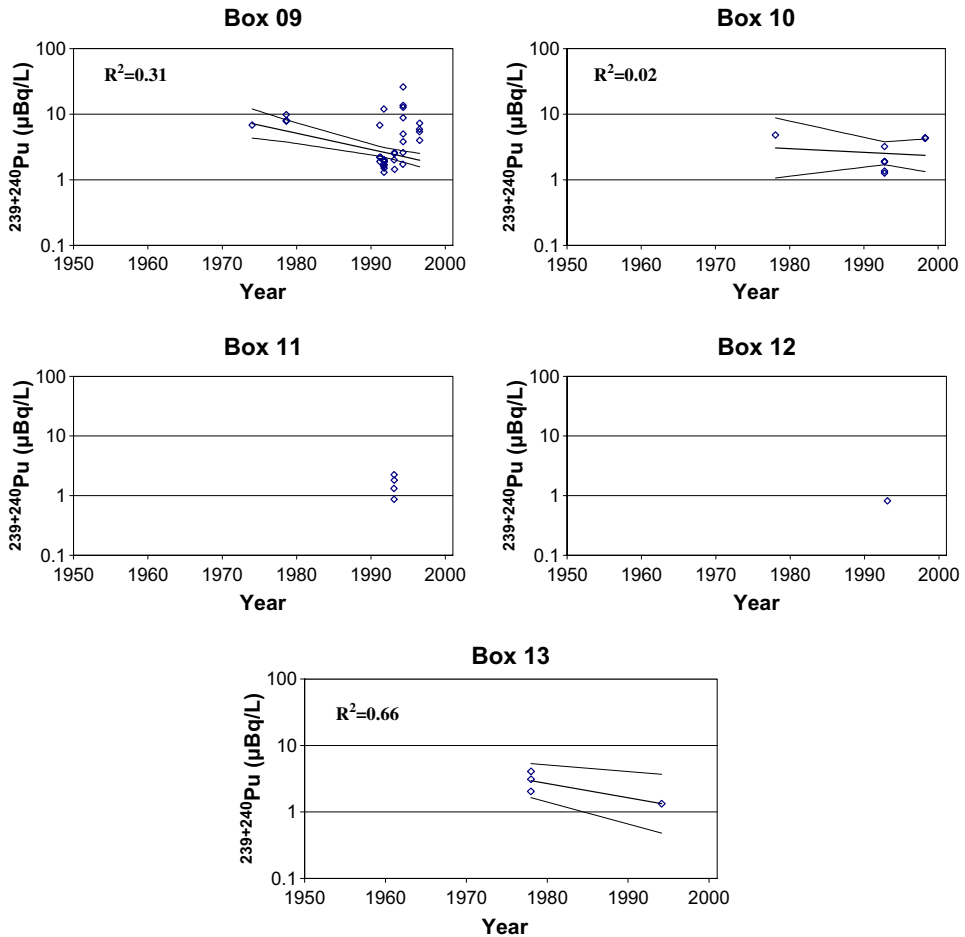 Box 09
R²=0.31
²³⁹⁺²⁴⁰Pu (µBq/L)
100
10
1
0.1
1950 1960 1970 1980 1990 2000
Year
Box 10
R²=0.02
²³⁹⁺²⁴⁰Pu (µBq/L)
100
10
1
0.1
1950 1960 1970 1980 1990 2000
Year
Box 11
²³⁹⁺²⁴⁰Pu (µBq/L)
100
10
1
0.1
1950 1960 1970 1980 1990 2000
Year
Box 12
²³⁹⁺²⁴⁰Pu (µBq/L)
100
10
1
0.1
1950 1960 1970 1980 1990 2000
Year
Box 13
R²=0.66
²³⁹⁺²⁴⁰Pu (µBq/L)
100
10
1
0.1
1950 1960 1970 1980 1990 2000
Year